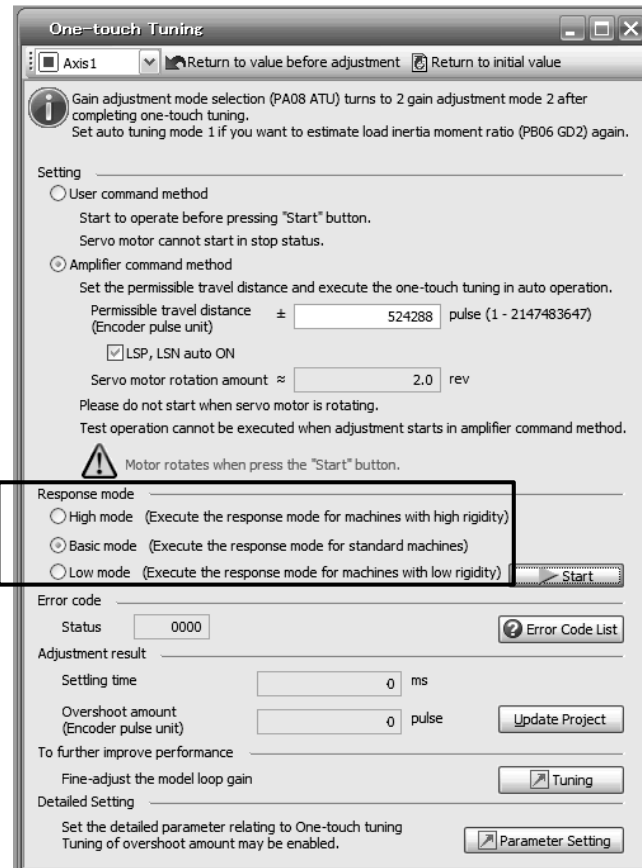 One-touch Tuning
Axis1 Return to value before adjustment Return to initial value
Gain adjustment mode selection (PA08 ATU) turns to 2 gain adjustment mode 2 after
completing one-touch tuning.
Set auto tuning mode 1 if you want to estimate load inertia moment ratio (PB06 GD2) again.
Setting
User command method
Start to operate before pressing "Start" button.
Servo motor cannot start in stop status.
Amplifier command method
Set the permissible travel distance and execute the one-touch tuning in auto operation.
Permissible travel distance
(Encoder pulse unit) ± 524288 pulse (1 - 2147483647)
LSP, LSN auto ON
Servo motor rotation amount ≈ 2.0 rev
Please do not start when servo motor is rotating.
Test operation cannot be executed when adjustment starts in amplifier command method.
Motor rotates when press the "Start" button.
Response mode
High mode (Execute the response mode for machines with high rigidity)
Basic mode (Execute the response mode for standard machines)
Low mode (Execute the response mode for machines with low rigidity)
Start
Error code
Status 0000 Error Code List
Adjustment result
Settling time 0 ms
Overshoot amount
(Encoder pulse unit) 0 pulse Update Project
To further improve performance
Fine-adjust the model loop gain Tuning
Detailed Setting
Set the detailed parameter relating to One-touch tuning
Tuning of overshoot amount may be enabled. Parameter Setting